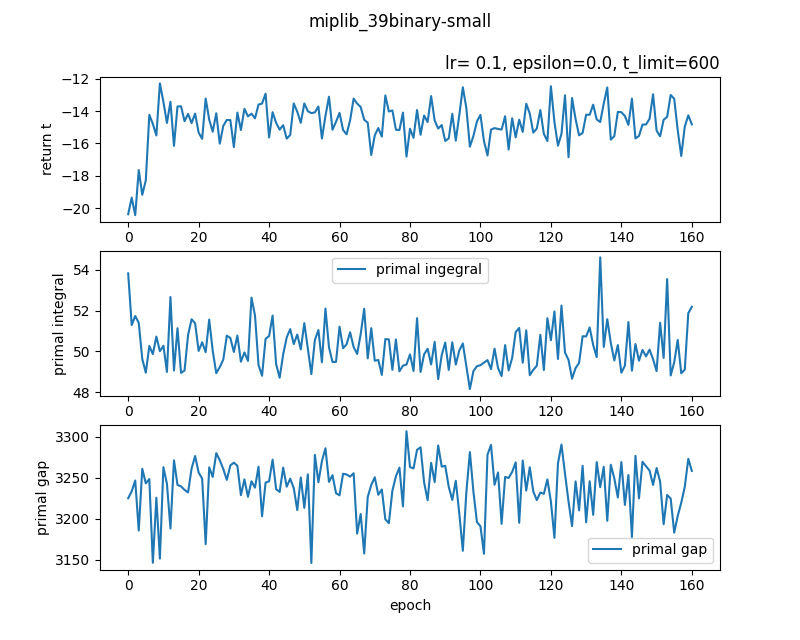 miplib_39binary-small
lr= 0.1, epsilon=0.0, t_limit=600
return t
−12
−14
−16
−18
−20
0 20 40 60 80 100 120 140 160
primal integral
54
52
50
48
primal ingegral
0 20 40 60 80 100 120 140 160
primal gap
3300
3250
3200
3150
primal gap
0 20 40 60 80 100 120 140 160
epoch